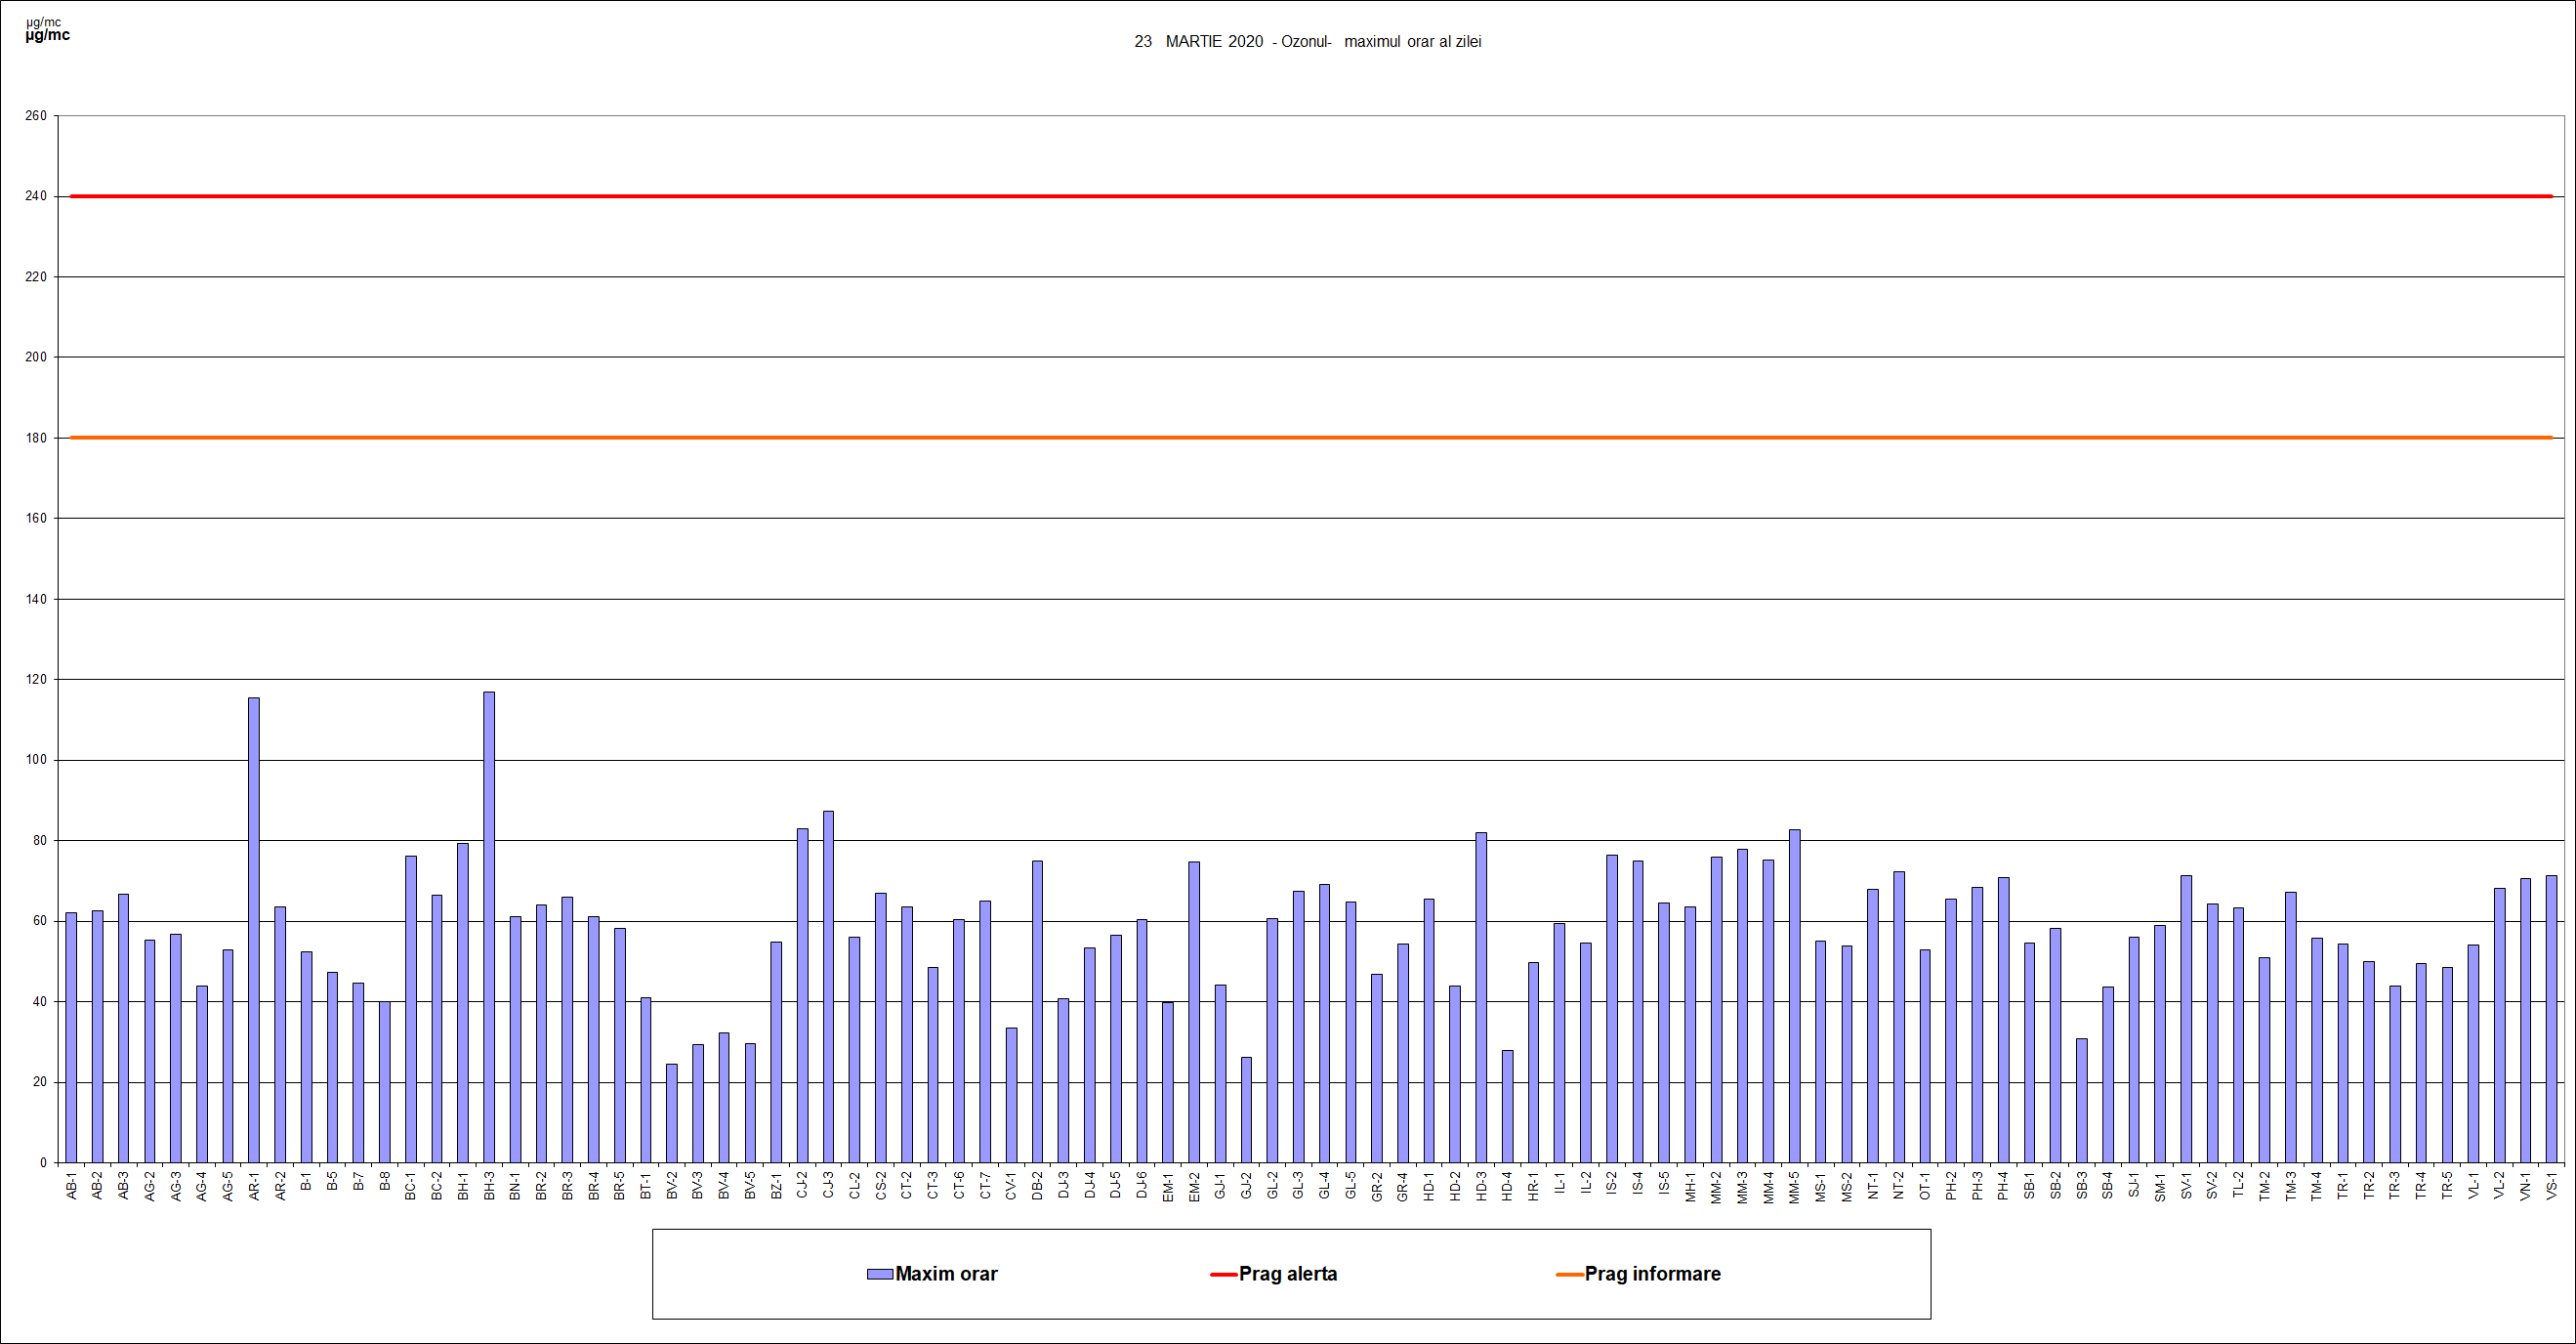 µg/mc
µg/mc
23 MARTIE 2020 - Ozonul- maximul orar al zilei
260
240
220
200
180
160
140
120
100
80
60
40
20
0
AB-1 AB-2 AB-3 AG-2 AG-3 AG-4 AG-5 AR-1 AR-2 B-1 B-5 B-7 B-8 BC-1 BC-2 BH-1 BH-3 BN-1 BR-2 BR-3 BR-4 BR-5 BT-1 BV-2 BV-3 BV-4 BV-5 BZ-1 CJ-2 CJ-3 CL-2 CS-2 CT-2 CT-3 CT-6 CT-7 CV-1 DB-2 DJ-3 DJ-4 DJ-5 DJ-6 EM-1 EM-2 GJ-1 GJ-2 GL-2 GL-3 GL-4 GL-5 GR-2 GR-4 HD-1 HD-2 HD-3 HD-4 HR-1 IL-1 IL-2 IS-2 IS-4 IS-5 MH-1 MM-2 MM-3 MM-4 MM-5 MS-1 MS-2 NT-1 NT-2 OT-1 PH-2 PH-3 PH-4 SB-1 SB-2 SB-3 SB-4 SJ-1 SM-1 SV-1 SV-2 TL-2 TM-2 TM-3 TM-4 TR-1 TR-2 TR-3 TR-4 TR-5 VL-1 VL-2 VN-1 VS-1
Maxim orar Prag alerta Prag informare